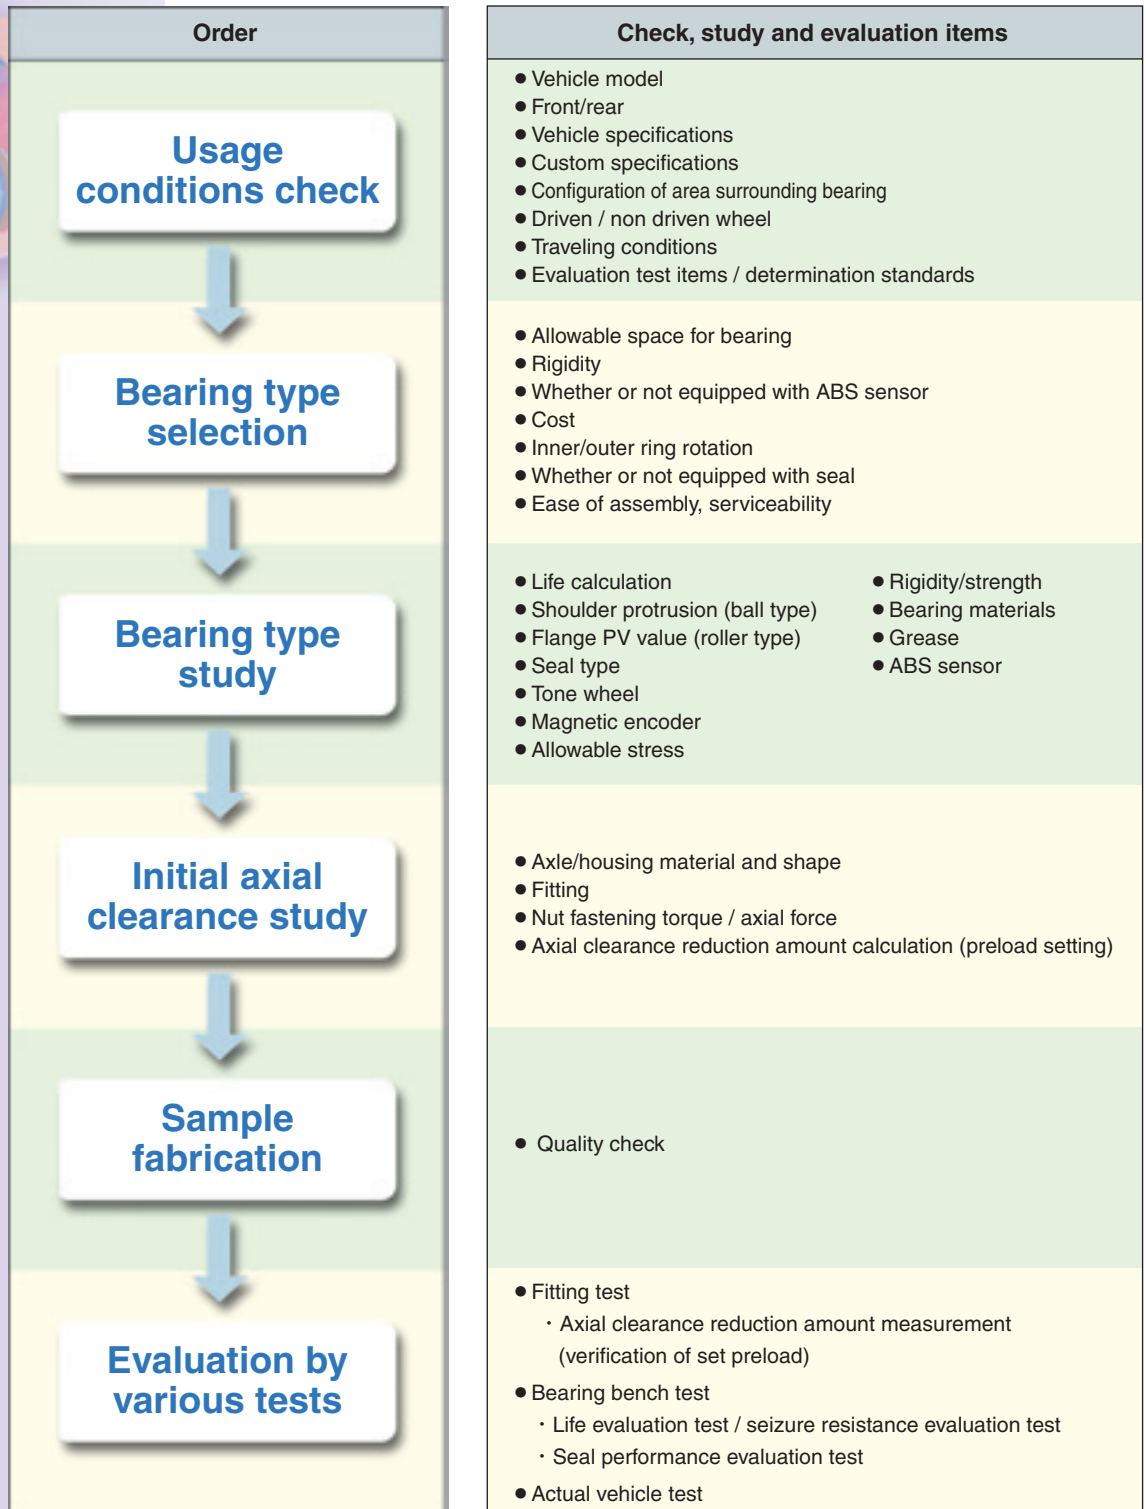 Order
Check, study and evaluation items
Usage
conditions check
● Vehicle model
● Front/rear
● Vehicle specifications
● Custom specifications
● Configuration of area surrounding bearing
● Driven / non driven wheel
● Traveling conditions
● Evaluation test items / determination standards
Bearing type
selection
● Allowable space for bearing
● Rigidity
● Whether or not equipped with ABS sensor
● Cost
● Inner/outer ring rotation
● Whether or not equipped with seal
● Ease of assembly, serviceability
Bearing type
study
● Life calculation
● Shoulder protrusion (ball type)
● Flange PV value (roller type)
● Seal type
● Tone wheel
● Magnetic encoder
● Allowable stress
● Rigidity/strength
● Bearing materials
● Grease
● ABS sensor
Initial axial
clearance study
● Axle/housing material and shape
● Fitting
● Nut fastening torque / axial force
● Axial clearance reduction amount calculation (preload setting)
Sample
fabrication
● Quality check
Evaluation by
various tests
● Fitting test
・Axial clearance reduction amount measurement
(verification of set preload)
● Bearing bench test
・Life evaluation test / seizure resistance evaluation test
・Seal performance evaluation test
● Actual vehicle test